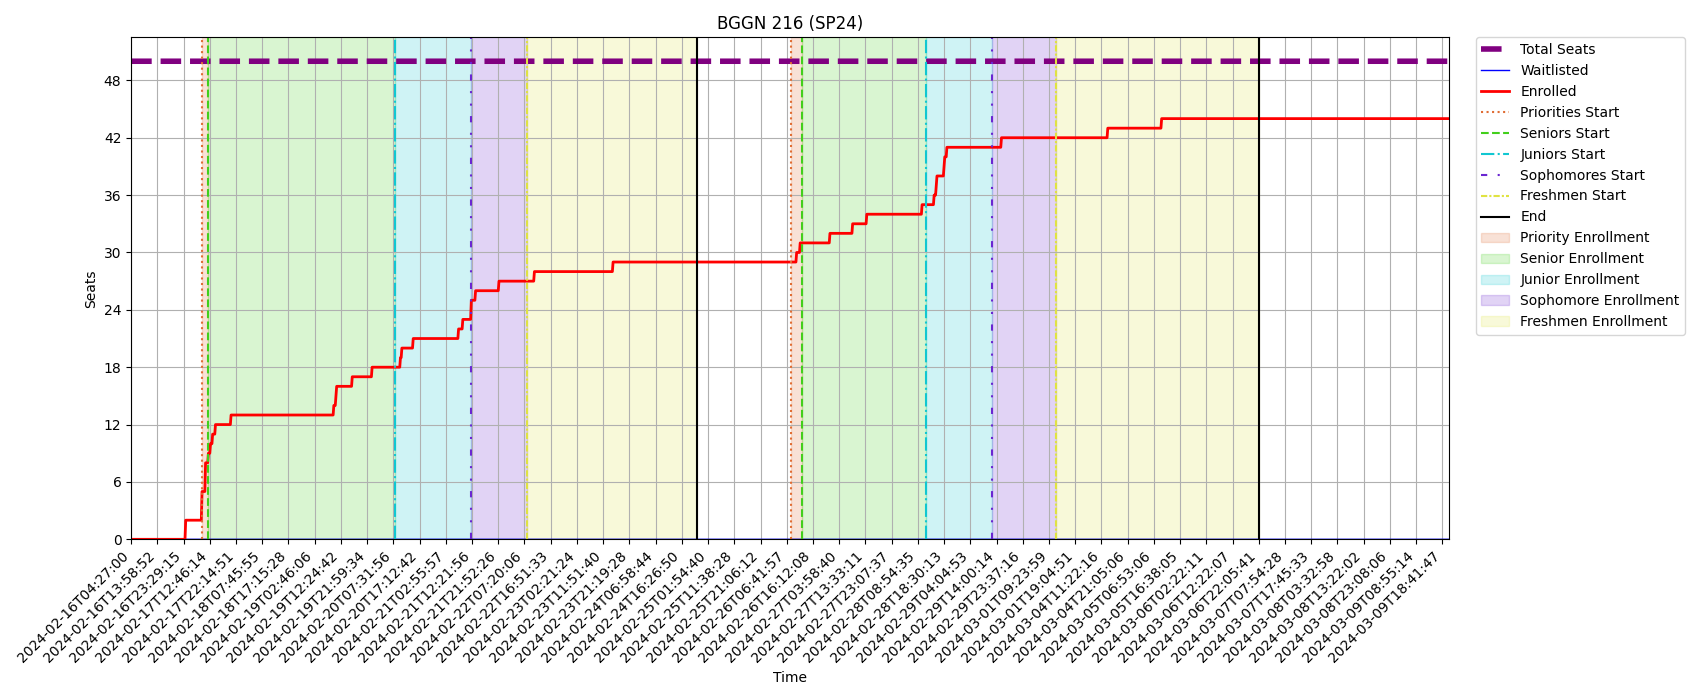 BGGN 216 (SP24)
Seats
48
42
36
30
24
18
12
6
0
2024-02-16T04:27:00
2024-02-16T13:58:52
2024-02-16T23:29:15
2024-02-17T12:46:14
2024-02-17T22:14:51
2024-02-18T07:45:55
2024-02-18T17:15:28
2024-02-19T02:46:06
2024-02-19T12:24:42
2024-02-19T21:59:34
2024-02-20T07:31:56
2024-02-20T17:12:42
2024-02-21T02:55:57
2024-02-21T12:21:56
2024-02-21T21:52:26
2024-02-22T07:20:06
2024-02-22T16:51:33
2024-02-23T02:21:24
2024-02-23T11:51:40
2024-02-23T21:19:28
2024-02-24T06:58:44
2024-02-24T16:26:50
2024-02-25T01:54:40
2024-02-25T11:38:28
2024-02-25T21:06:12
2024-02-26T06:41:57
2024-02-26T16:12:08
2024-02-27T03:58:40
2024-02-27T13:33:11
2024-02-27T23:07:37
2024-02-28T08:54:35
2024-02-28T18:30:13
2024-02-29T04:04:53
2024-02-29T14:00:14
2024-02-29T23:37:16
2024-03-01T09:23:59
2024-03-01T19:04:51
2024-03-04T11:22:16
2024-03-04T21:05:06
2024-03-05T06:53:06
2024-03-05T16:38:05
2024-03-06T02:22:11
2024-03-06T12:22:07
2024-03-06T22:05:41
2024-03-07T07:54:28
2024-03-07T17:45:33
2024-03-08T03:32:58
2024-03-08T13:22:02
2024-03-08T23:08:06
2024-03-09T08:55:14
2024-03-09T18:41:47
Time
Total Seats
Waitlisted
Enrolled
Priorities Start
Seniors Start
Juniors Start
Sophomores Start
Freshmen Start
End
Priority Enrollment
Senior Enrollment
Junior Enrollment
Sophomore Enrollment
Freshmen Enrollment